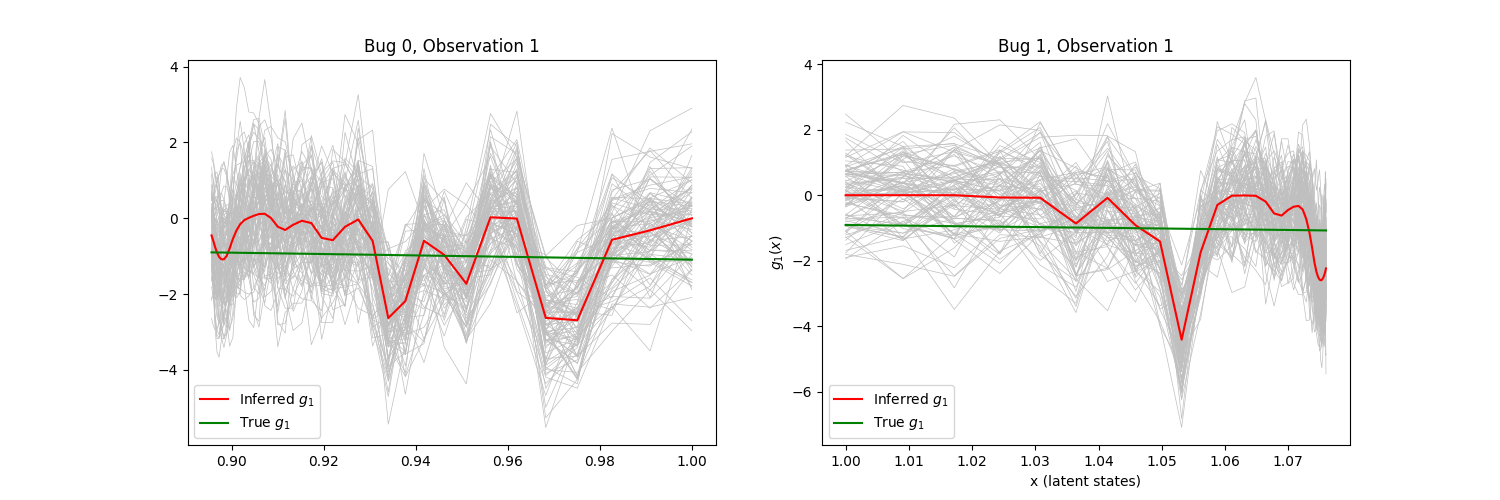 Bug 0, Observation 1
4
2
0
−2
−4
Inferred g₁
True g₁
0.90 0.92 0.94 0.96 0.98 1.00
Bug 1, Observation 1
g₁(x)
4
2
0
−2
−4
−6
Inferred g₁
True g₁
1.00 1.01 1.02 1.03 1.04 1.05 1.06 1.07
x (latent states)